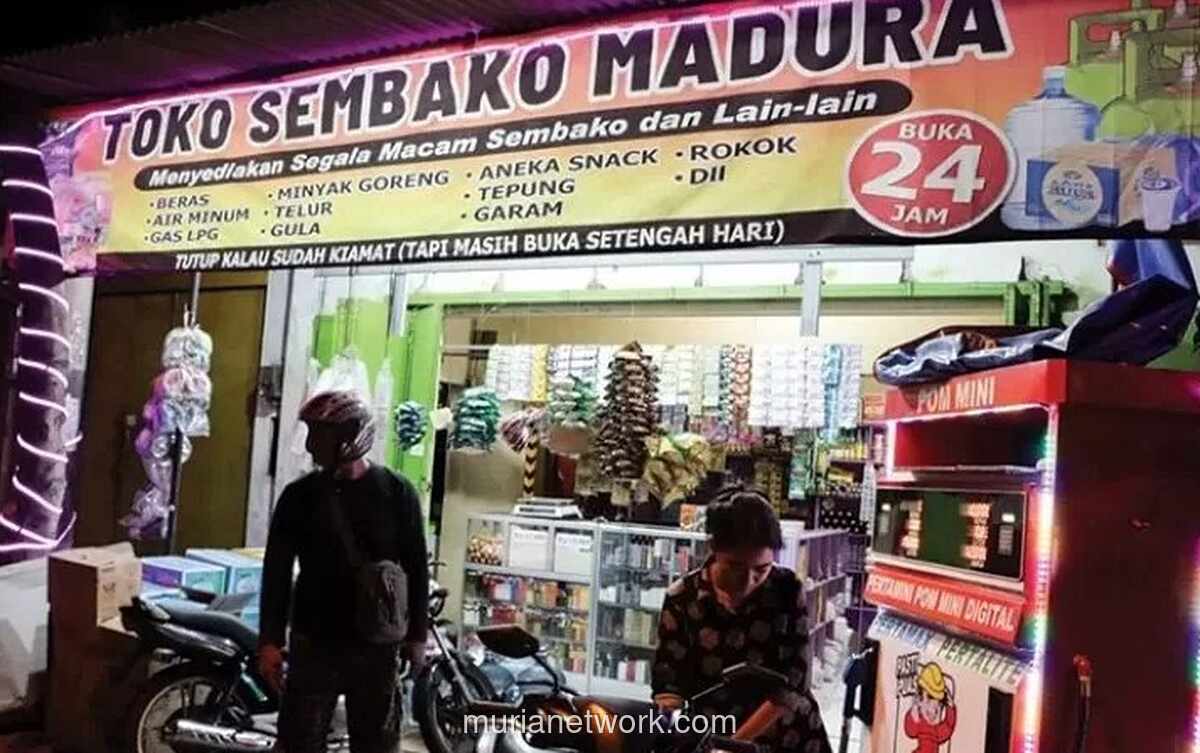 TOKO SEMBAKO MADURA
Menyediakan Segala Macam Sembako dan Lain-lain
• BERAS
• AIR MINUM
• GAS LPG
• MINYAK GORENG
• TELUR
• GULA
• ANEKA SNACK
• TEPUNG
• GARAM
• ROKOK
• Dll
BUKA
24
JAM
TUTUP KALAU SUDAH KIAMAT (TAPI MASIH BUKA SETENGAH HARI)
POM MINI
PERTAMINI POM MINI DIGITAL
PERTALITE
PASTI
murianetwork.com